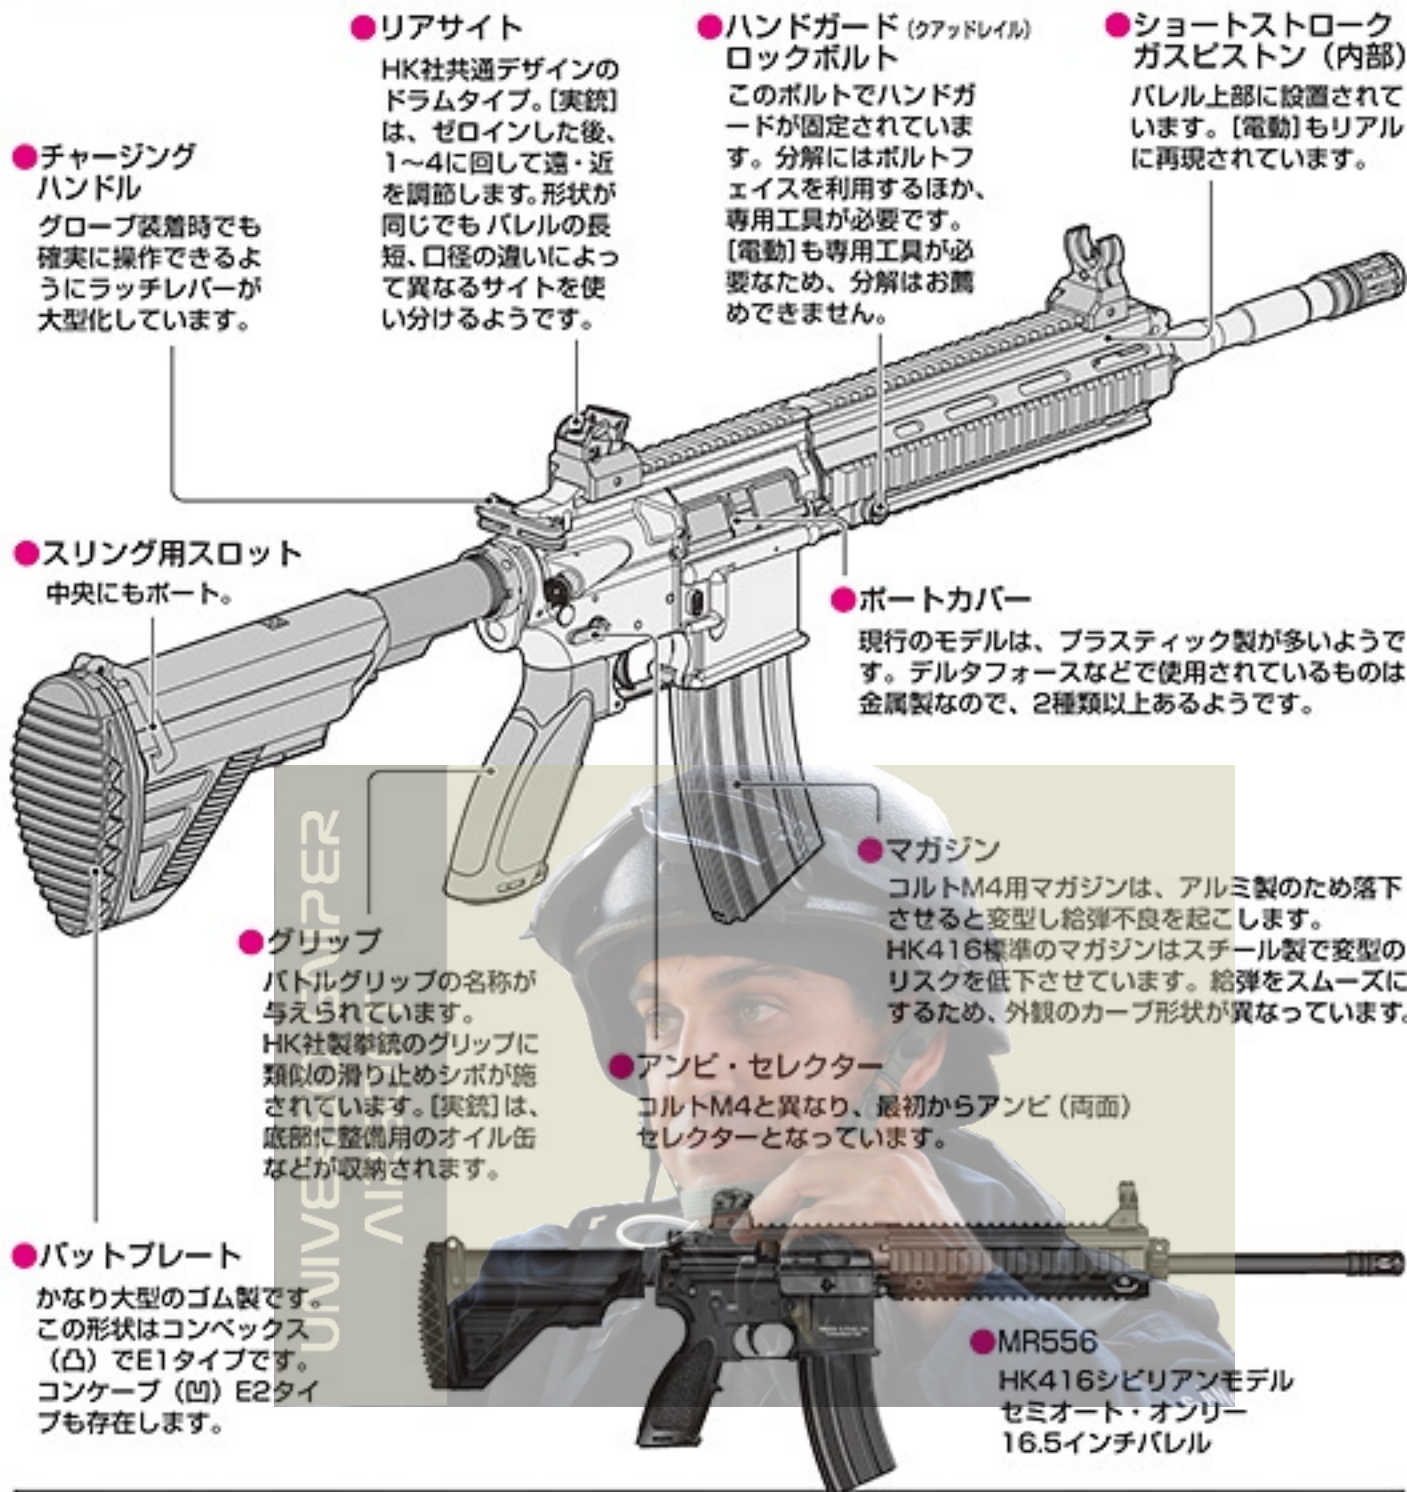 ●リアサイト
HK社共通デザインの
ドラムタイプ。[実銃]
は、ゼロインした後、
1〜4に回して遠・近
を調節します。形状が
同じでもバレルの長
短、口径の違いによっ
て異なるサイトを使
い分けるようです。
●ハンドガード(クアッドレイル)
ロックボルト
このボルトでハンドガ
ードが固定されていま
す。分解にはボルトフ
ェイスを利用するほか、
専用工具が必要です。
[電動]も専用工具が必
要なため、分解はお薦
めできません。
●ショートストローク
ガスピストン(内部)
バレル上部に設置されて
います。[電動]もリアル
に再現されています。
●チャージング
ハンドル
グローブ装着時でも
確実に操作できるよ
うにラッチレバーが
大型化しています。
●スリング用スロット
中央にもポート。
●ポートカバー
現行のモデルは、プラスティック製が多いようで
す。デルタフォースなどで使用されているものは
金属製なので、2種類以上あるようです。
●マガジン
コルトM4用マガジンは、アルミ製のため落下
させると変型し給弾不良を起こします。
HK416標準のマガジンはスチール製で変型の
リスクを低下させています。給弾をスムーズに
するため、外観のカーブ形状が異なっています。
●グリップ
バトルグリップの名称が
与えられています。
HK社製拳銃のグリップに
類似の滑り止めシボが施
されています。[実銃]は、
底部に整備用のオイル缶
などが収納されます。
●アンビ・セレクター
コルトM4と異なり、最初からアンビ(両面)
セレクターとなっています。
●バットプレート
かなり大型のゴム製です。
この形状はコンベックス
(凸)でE1タイプです。
コンケーブ(凹)E2タイ
プも存在します。
●MR556
HK416シビリアンモデル
セミオート・オンリー
16.5インチバレル